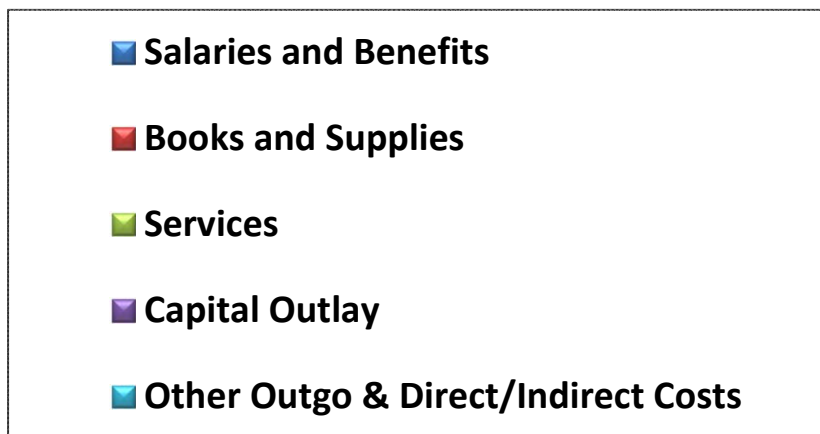 Salaries and Benefits
Books and Supplies
Services
Capital Outlay
Other Outgo & Direct/Indirect Costs